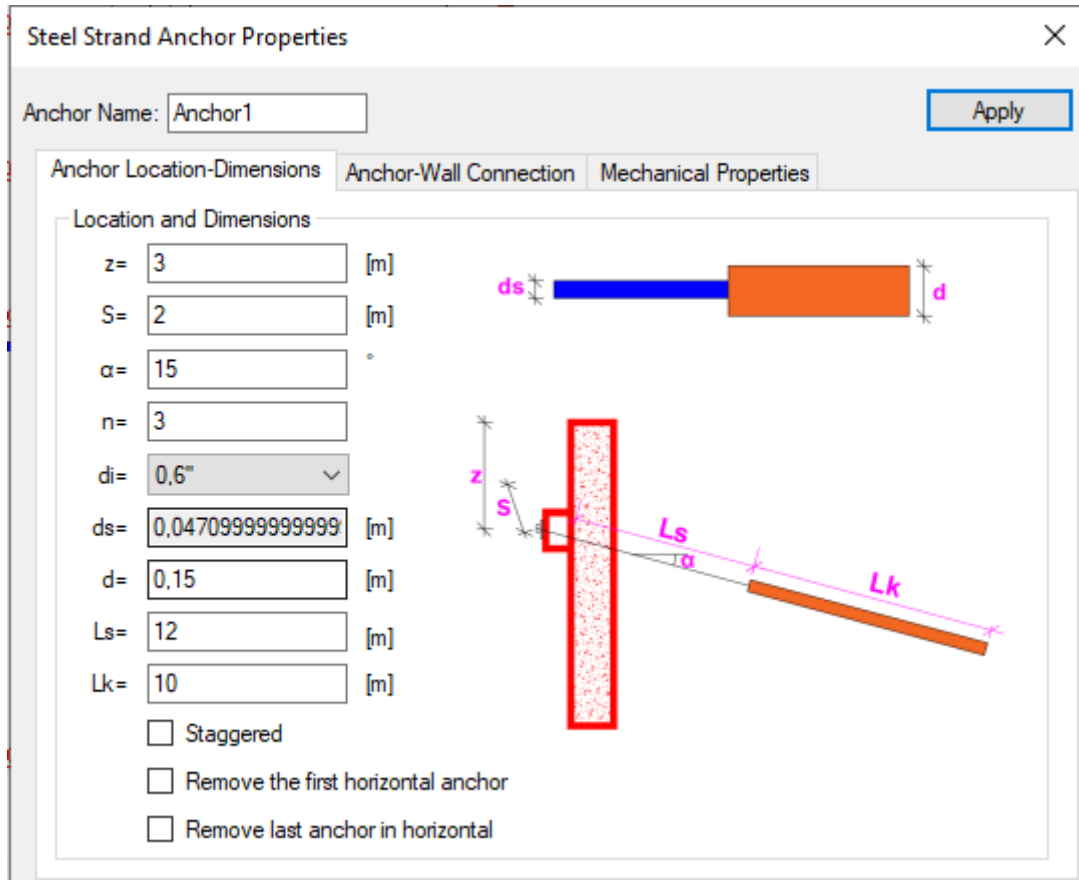 Steel Strand Anchor Properties
Anchor Name: Anchor1
Apply
Anchor Location-Dimensions Anchor-Wall Connection Mechanical Properties
Location and Dimensions
z= 3 [m]
S= 2 [m]
α= 15 °
n= 3
di= 0,6"
ds= 0,04709999999999 [m]
d= 0,15 [m]
Ls= 12 [m]
Lk= 10 [m]
Staggered
Remove the first horizontal anchor
Remove last anchor in horizontal
ds
d
z
S
Ls
α
Lk